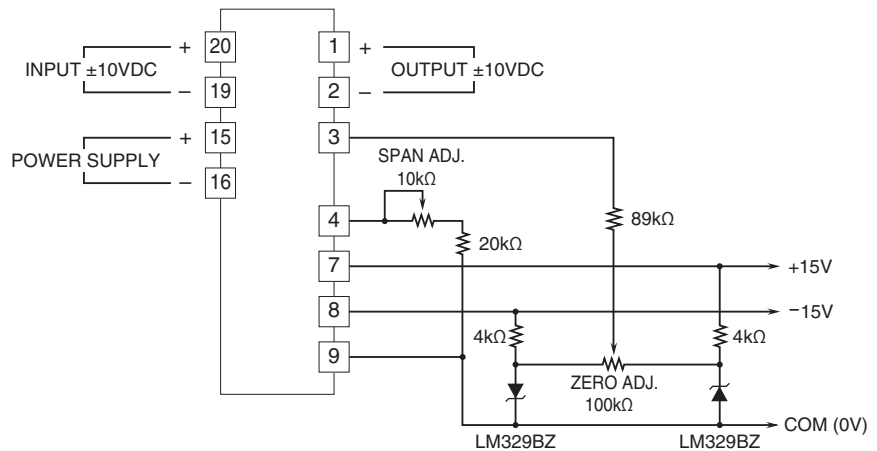 + 20
INPUT ±10VDC
− 19
1 +
OUTPUT ±10VDC
2 −
+ 15
POWER SUPPLY
− 16
3
SPAN ADJ.
10kΩ
4
20kΩ
89kΩ
7
+15V
8
−15V
4kΩ
4kΩ
9
ZERO ADJ.
100kΩ
COM (0V)
LM329BZ
LM329BZ